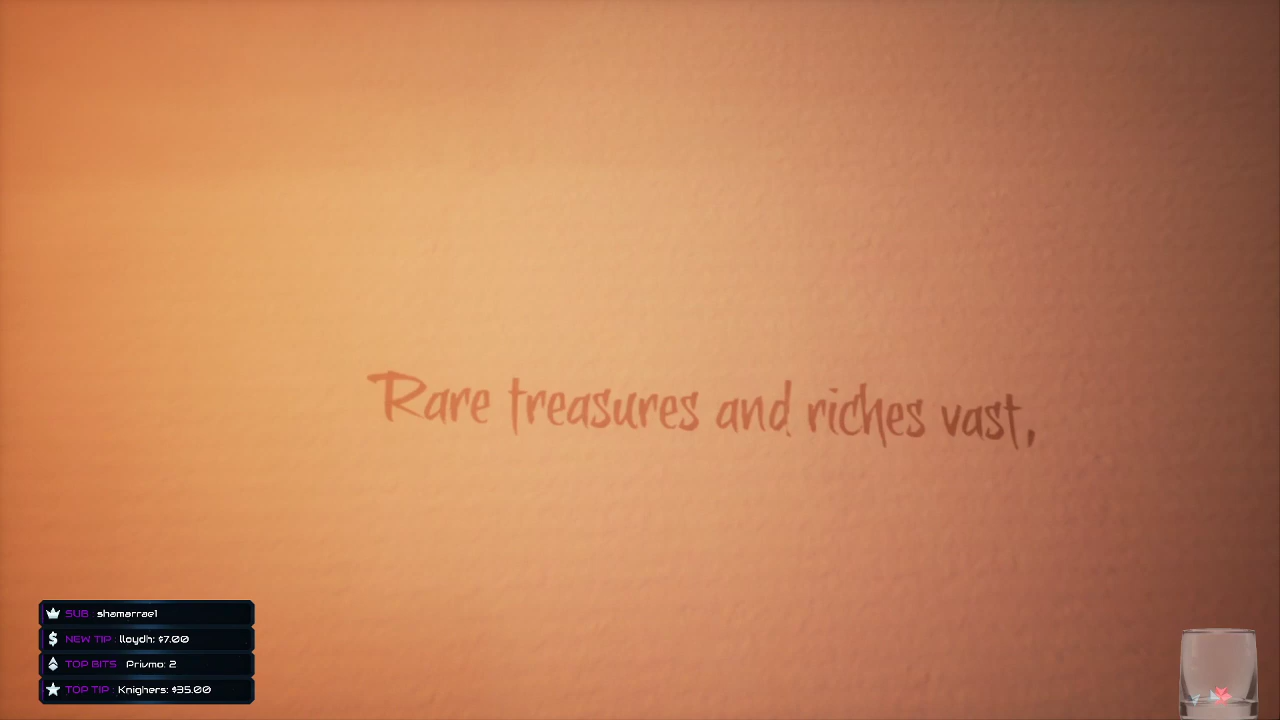 Rare treasures and riches vast,
SUB : shamarrae1
NEW TIP : lloydh: $7.00
TOP BITS Privmo: 2
TOP TIP : Knighers: $35.00